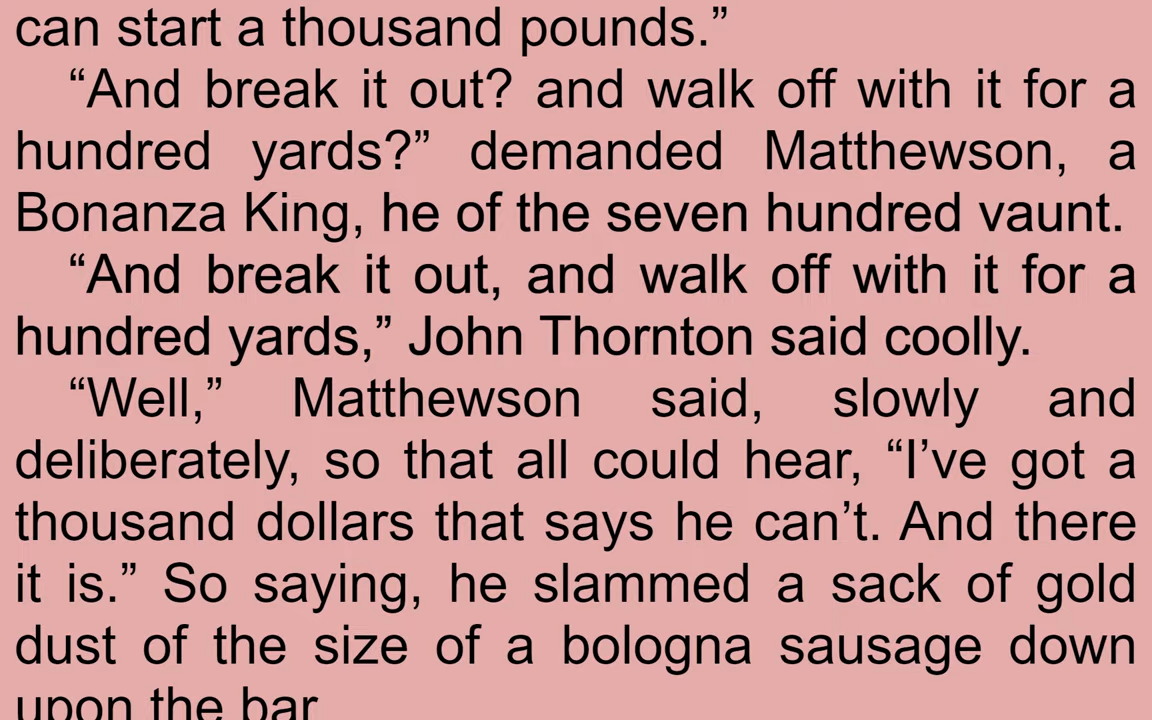 can start a thousand pounds.”
“And break it out? and walk off with it for a
hundred yards?” demanded Matthewson, a
Bonanza King, he of the seven hundred vaunt.
“And break it out, and walk off with it for a
hundred yards,” John Thornton said coolly.
“Well,” Matthewson said, slowly and
deliberately, so that all could hear, “I’ve got a
thousand dollars that says he can’t. And there
it is.” So saying, he slammed a sack of gold
dust of the size of a bologna sausage down
upon the bar